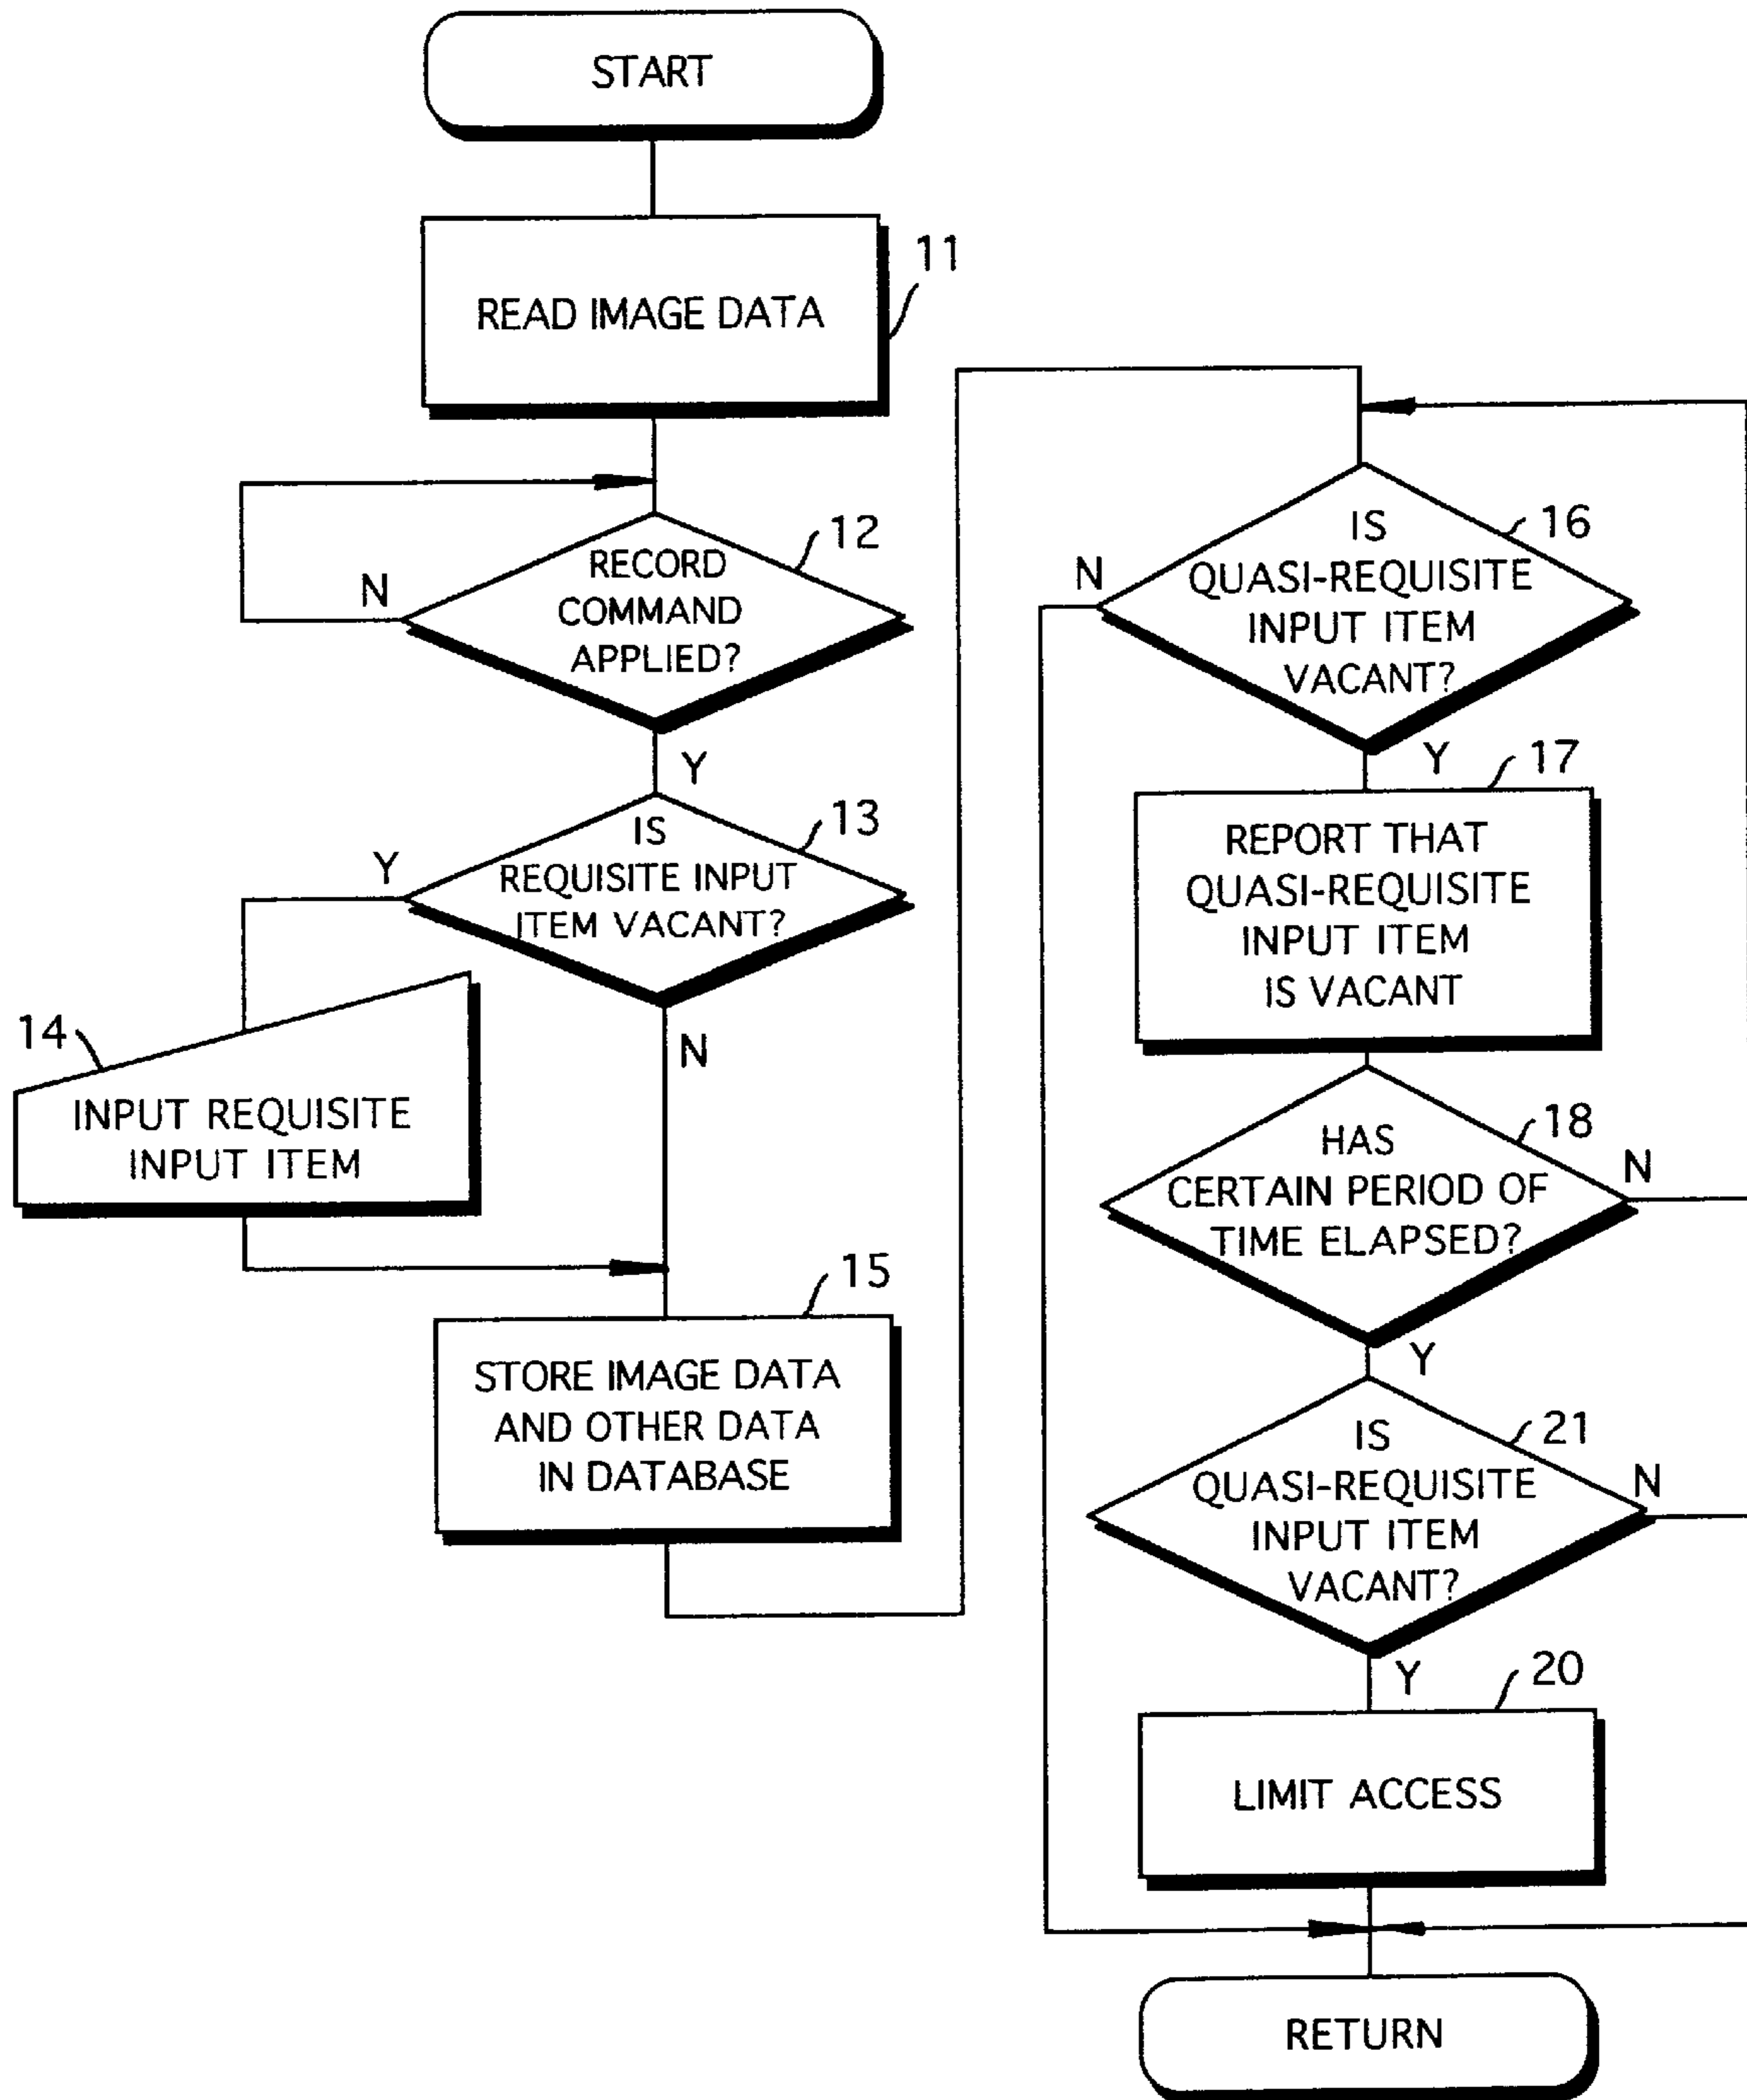 START
READ IMAGE DATA
11
RECORD
COMMAND
APPLIED?
12
N
Y
IS
REQUISITE INPUT
ITEM VACANT?
13
Y
N
14
INPUT REQUISITE
INPUT ITEM
15
STORE IMAGE DATA
AND OTHER DATA
IN DATABASE
IS
QUASI-REQUISITE
INPUT ITEM
VACANT?
16
N
Y
17
REPORT THAT
QUASI-REQUISITE
INPUT ITEM
IS VACANT
HAS
CERTAIN PERIOD OF
TIME ELAPSED?
18
N
Y
IS
QUASI-REQUISITE
INPUT ITEM
VACANT?
21
N
Y
20
LIMIT ACCESS
RETURN